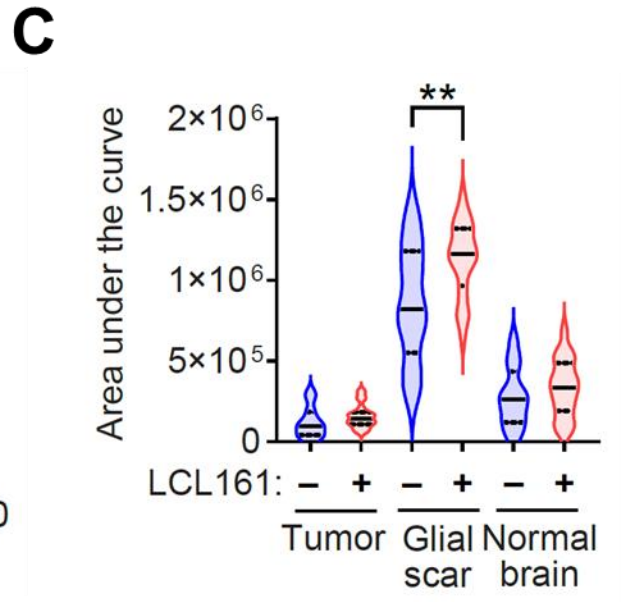 C
**
Area under the curve
2×10⁶
1.5×10⁶
1×10⁶
5×10⁵
0
LCL161: – + – + – +
Tumor Glial scar Normal brain
0